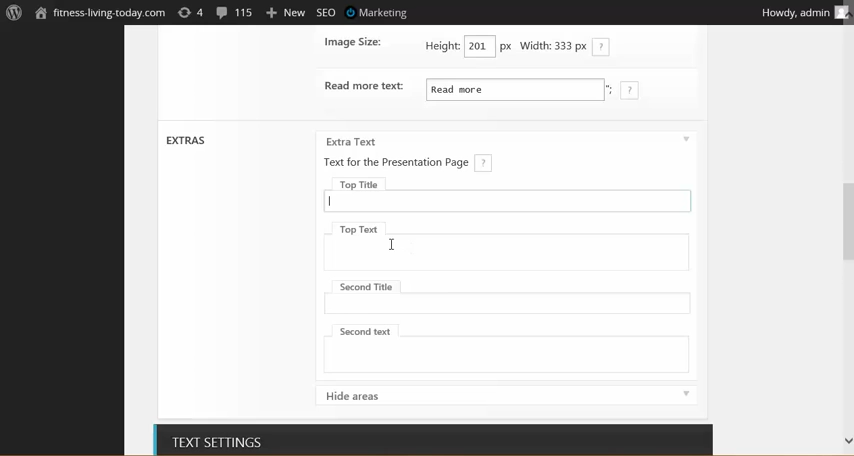 fitness-living-today.com 4 115 New SEO Marketing Howdy, admin
Image Size: Height: 201 px Width: 333 px ?
Read more text: Read more "; ?
EXTRAS
Extra Text
Text for the Presentation Page ?
Top Title
Top Text
Second Title
Second text
Hide areas
TEXT SETTINGS